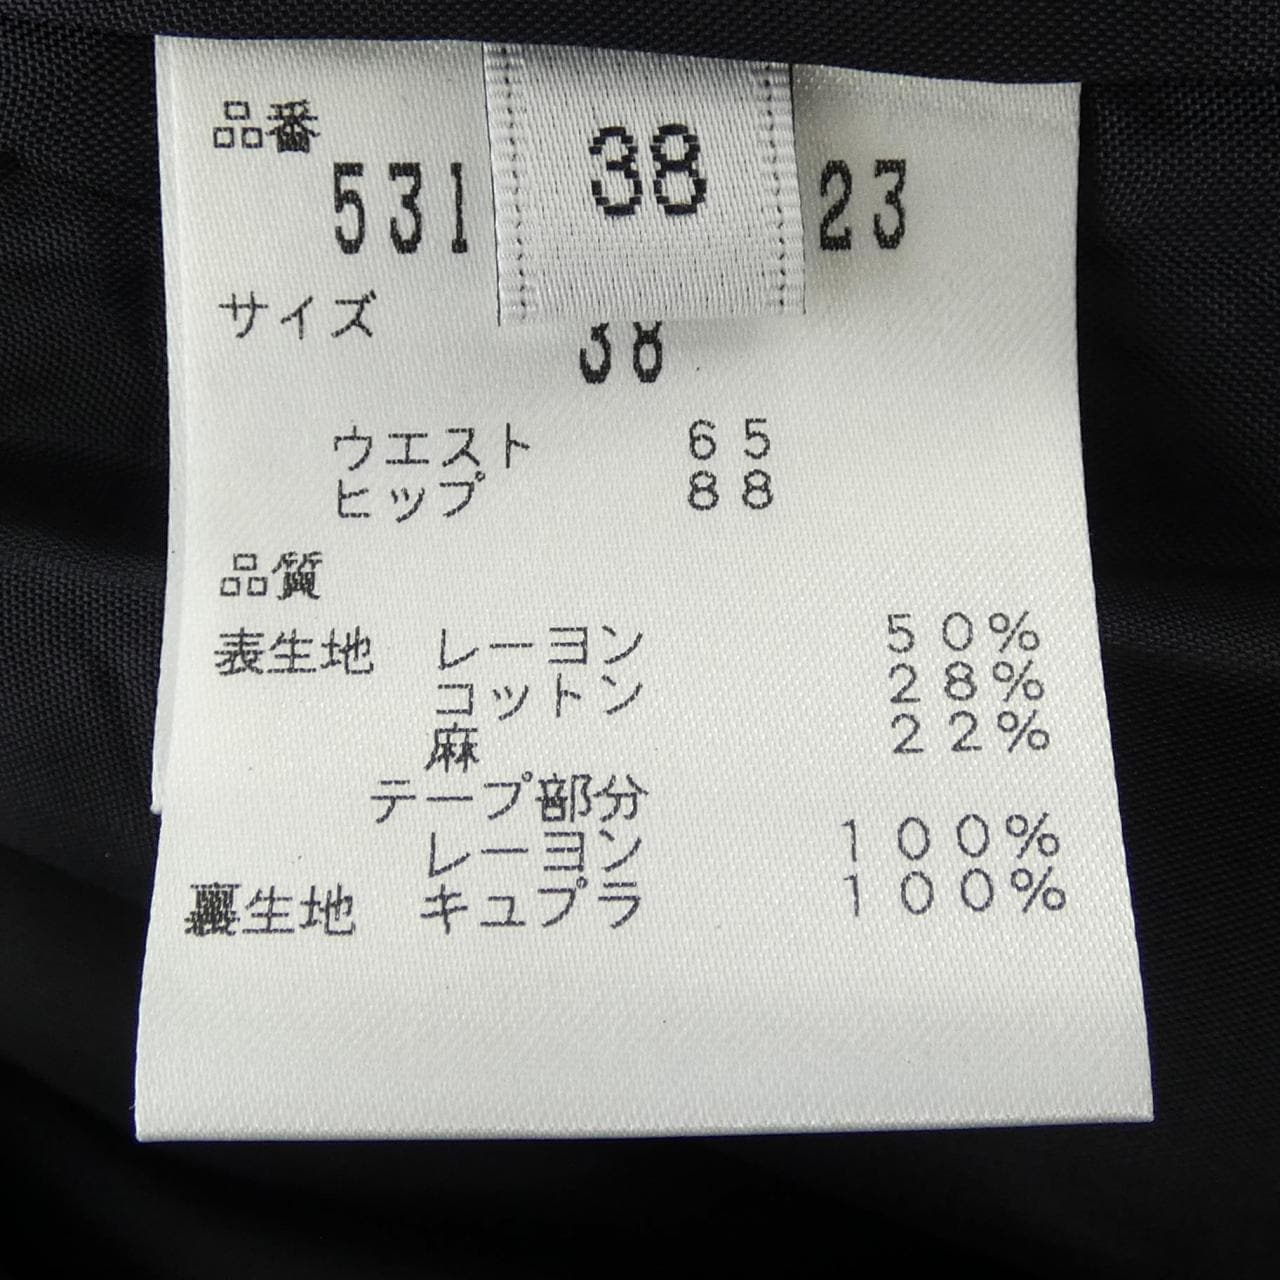 品番
531 38 23
サイズ
38
ウエスト 65
ヒップ 88
品質
表生地 レーヨン 50%
コットン 28%
麻 22%
テープ部分
レーヨン 100%
裏生地 キュプラ 100%